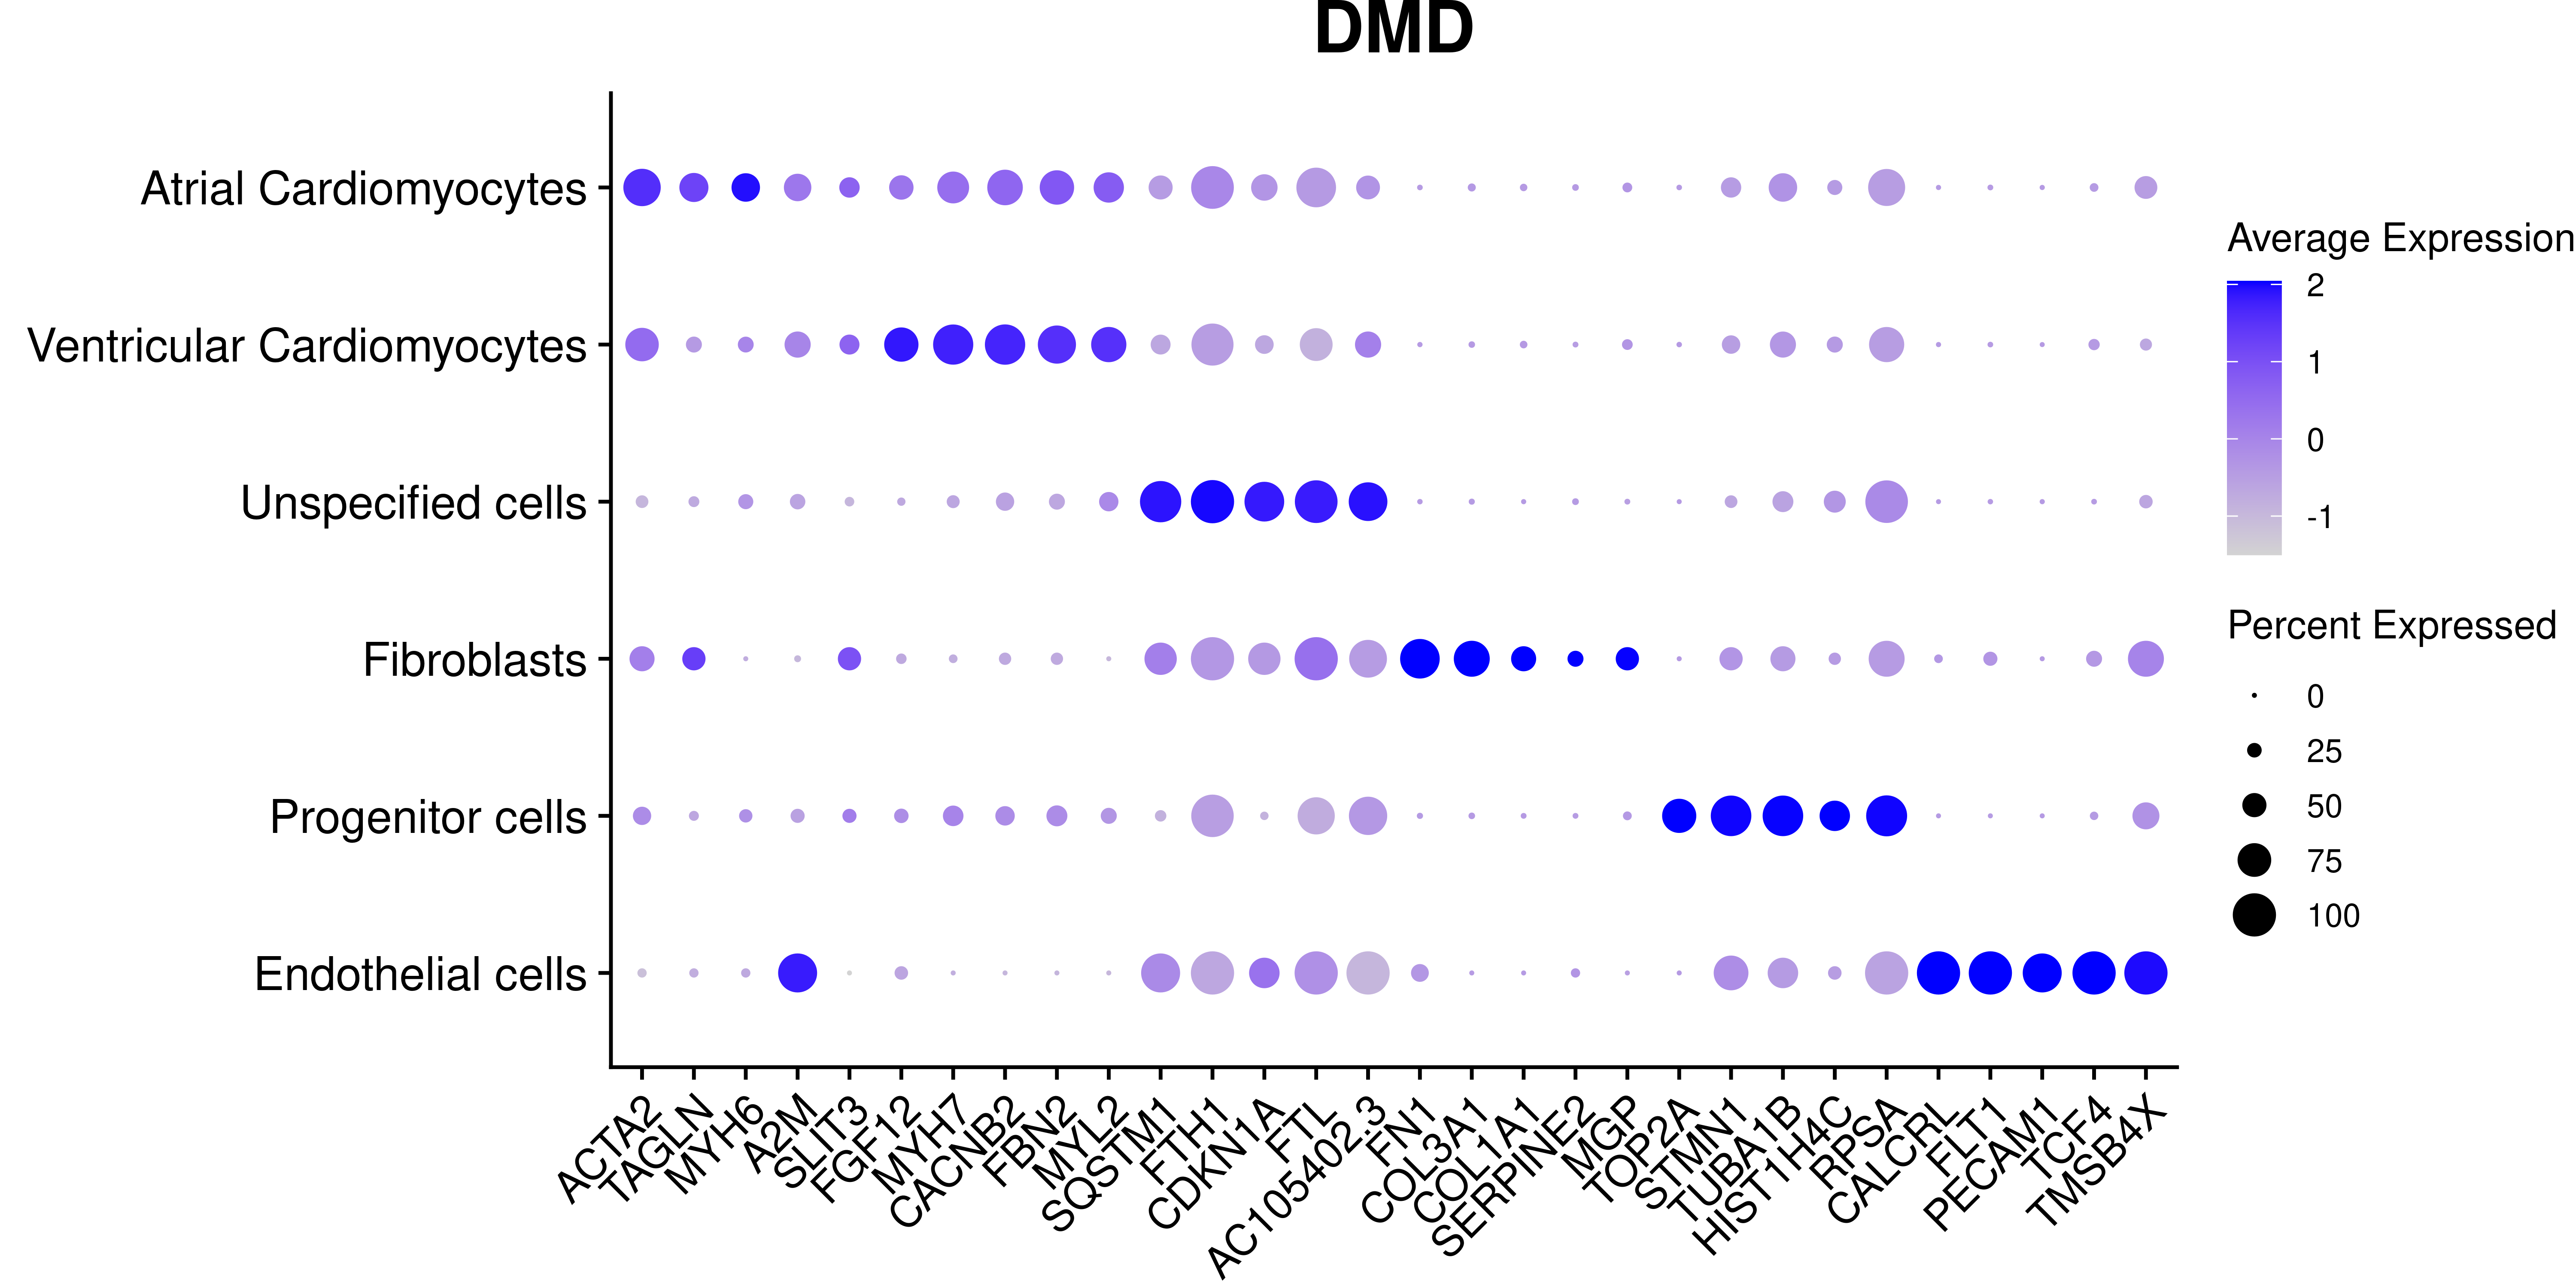 DMD
Atrial Cardiomyocytes
Ventricular Cardiomyocytes
Unspecified cells
Fibroblasts
Progenitor cells
Endothelial cells
ACTA2
TAGLN
MYH6
A2M
SLIT3
FGF12
MYH7
CACNB2
FBN2
MYL2
SQSTM1
FTH1
CDKN1A
FTL
AC105402.3
FN1
COL3A1
COL1A1
SERPINE2
MGP
TOP2A
STMN1
TUBA1B
HIST1H4C
RPSA
CALCRL
FLT1
PECAM1
TCF4
TMSB4X
Average Expression
2
1
0
-1
Percent Expressed
0
25
50
75
100